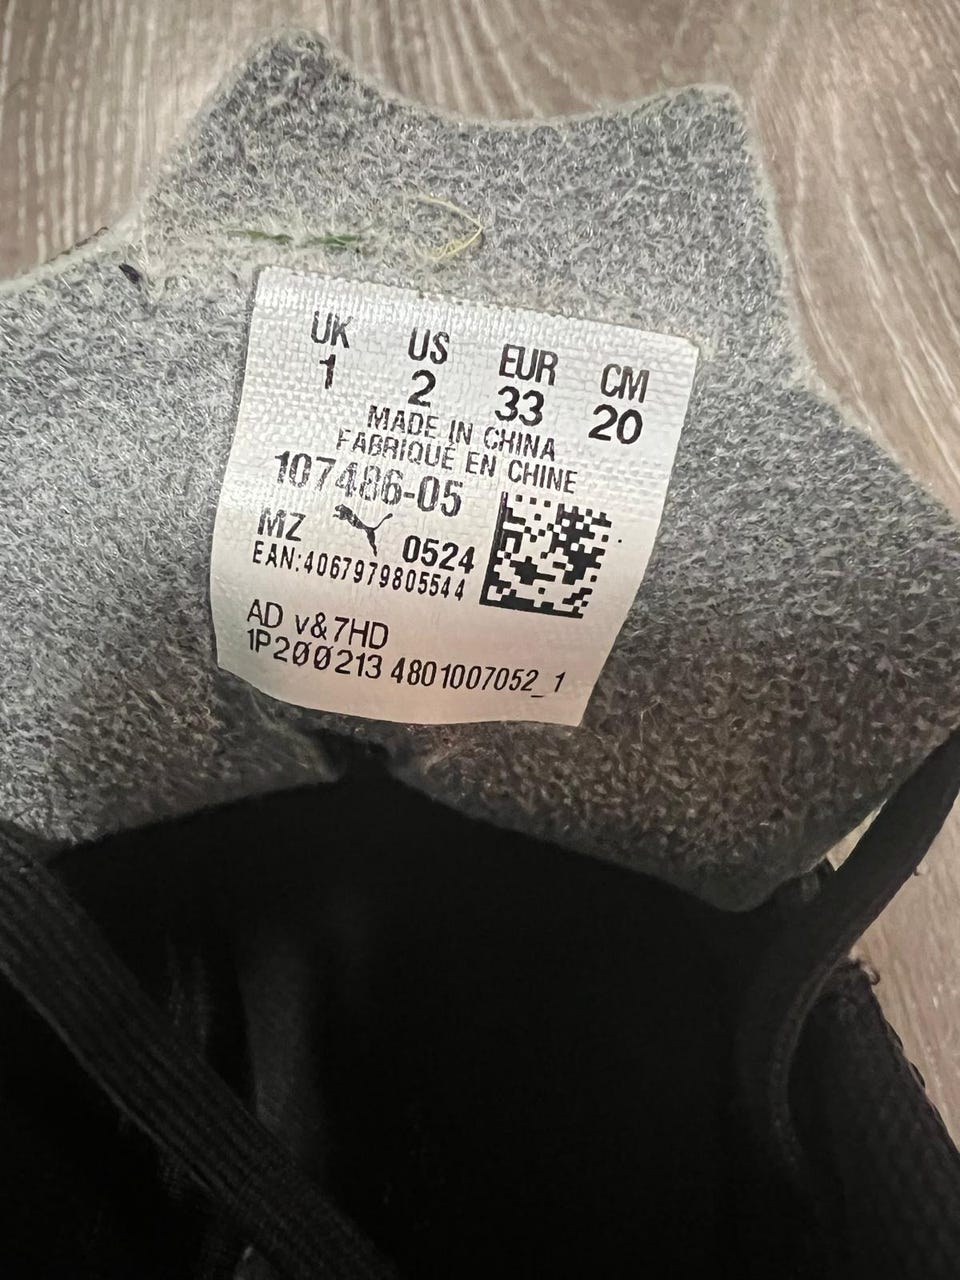 UK US EUR CM
1 2 33 20
MADE IN CHINA
FABRIQUÉ EN CHINE
107486-05
MZ 0524
EAN:4067979805544
AD v&7HD
1P200213 4801007052_1